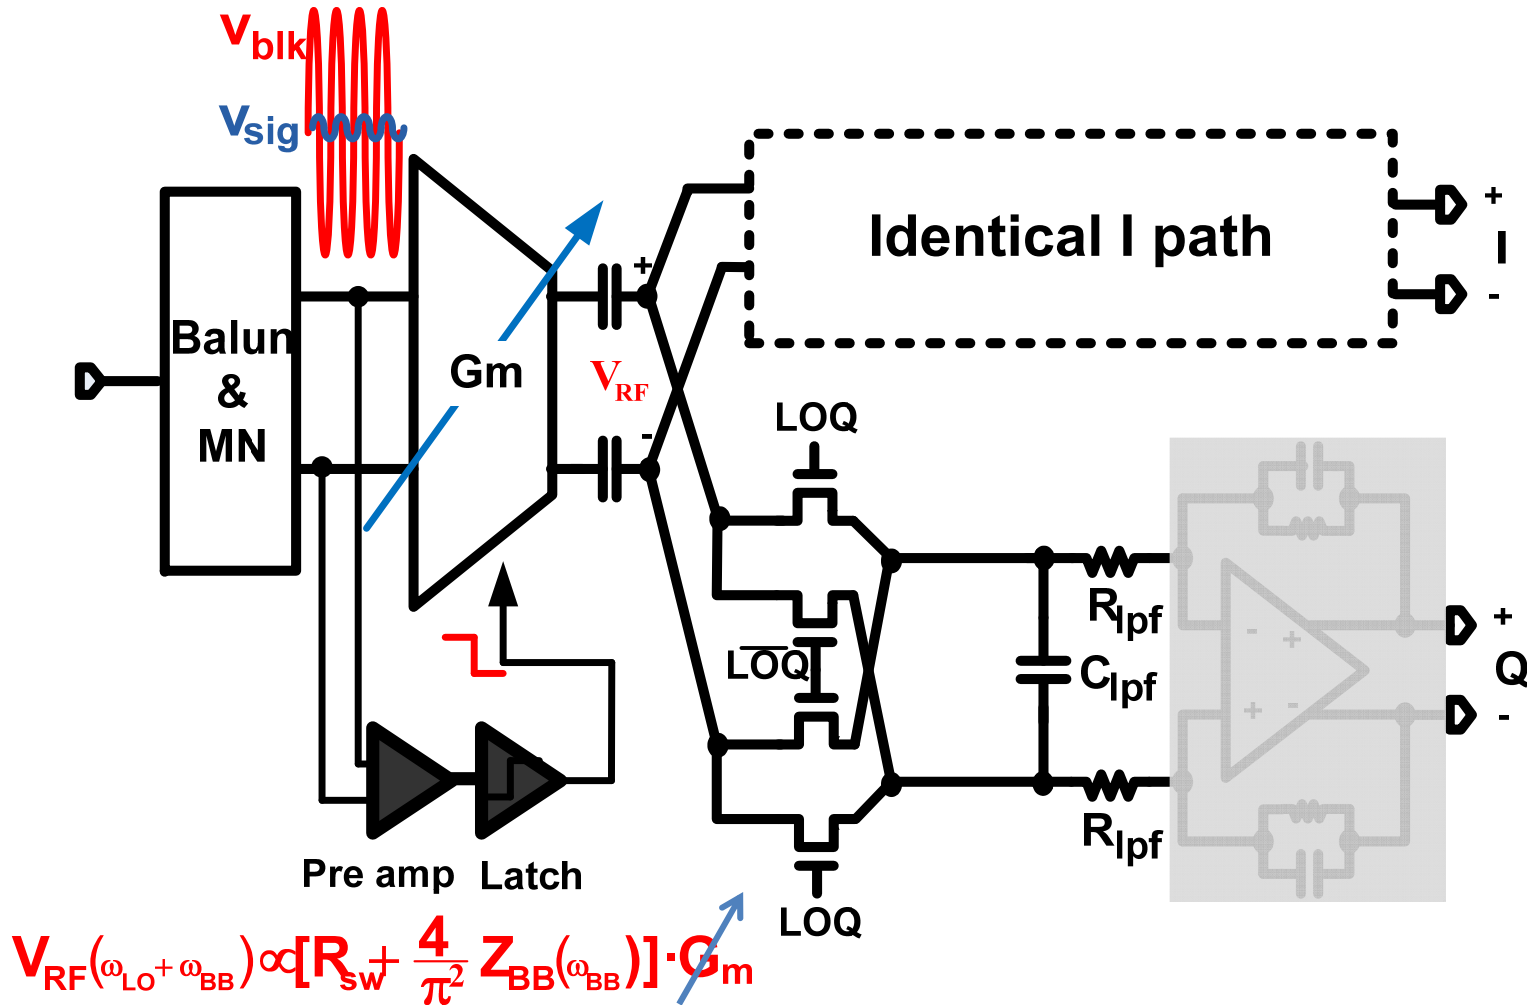 Vblk
Vsig
Balun
&
MN
Gm
+
VRF
-
Identical I path
+
I
-
LOQ
L̅O̅Q̅
LOQ
Rlpf
Clpf
Rlpf
- +
+ -
+
Q
-
Pre amp
Latch
VRF(ωLO+ωBB)∝[Rsw+ 4/π² ZBB(ωBB)]·Gm